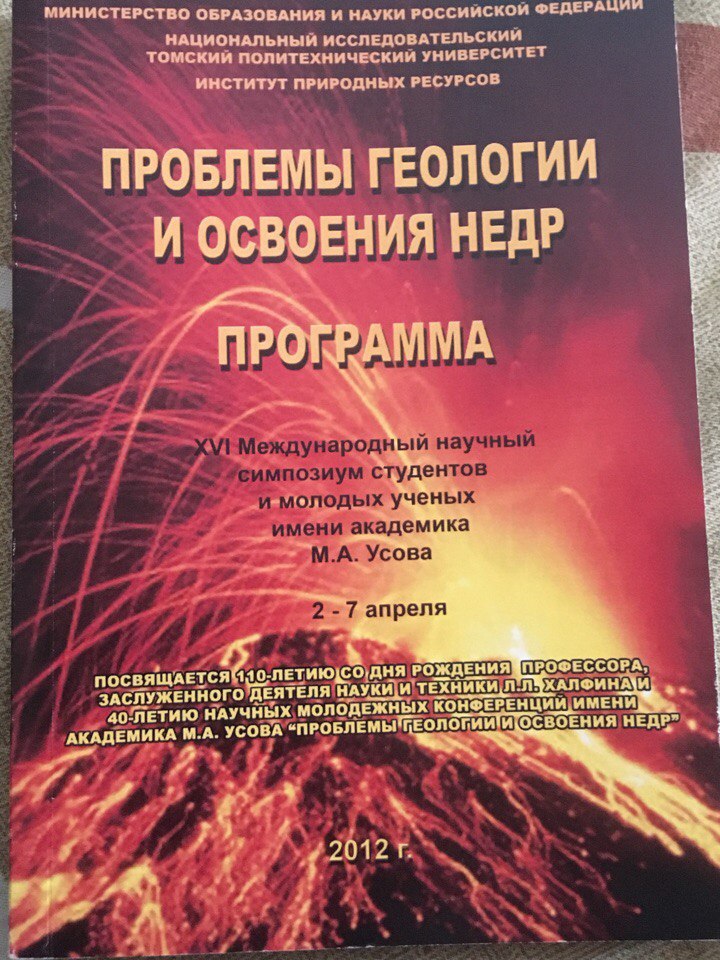 МИНИСТЕРСТВО ОБРАЗОВАНИЯ И НАУКИ РОССИЙСКОЙ ФЕДЕРАЦИИ
НАЦИОНАЛЬНЫЙ ИССЛЕДОВАТЕЛЬСКИЙ
ТОМСКИЙ ПОЛИТЕХНИЧЕСКИЙ УНИВЕРСИТЕТ
ИНСТИТУТ ПРИРОДНЫХ РЕСУРСОВ
ПРОБЛЕМЫ ГЕОЛОГИИ
И ОСВОЕНИЯ НЕДР
ПРОГРАММА
XVI Международный научный
симпозиум студентов
и молодых ученых
имени академика
М.А. Усова
2 - 7 апреля
ПОСВЯЩАЕТСЯ 110-ЛЕТИЮ СО ДНЯ РОЖДЕНИЯ ПРОФЕССОРА,
ЗАСЛУЖЕННОГО ДЕЯТЕЛЯ НАУКИ И ТЕХНИКИ Л.Л. ХАЛФИНА И
40-ЛЕТИЮ НАУЧНЫХ МОЛОДЕЖНЫХ КОНФЕРЕНЦИЙ ИМЕНИ
АКАДЕМИКА М.А. УСОВА "ПРОБЛЕМЫ ГЕОЛОГИИ И ОСВОЕНИЯ НЕДР"
2012 г.